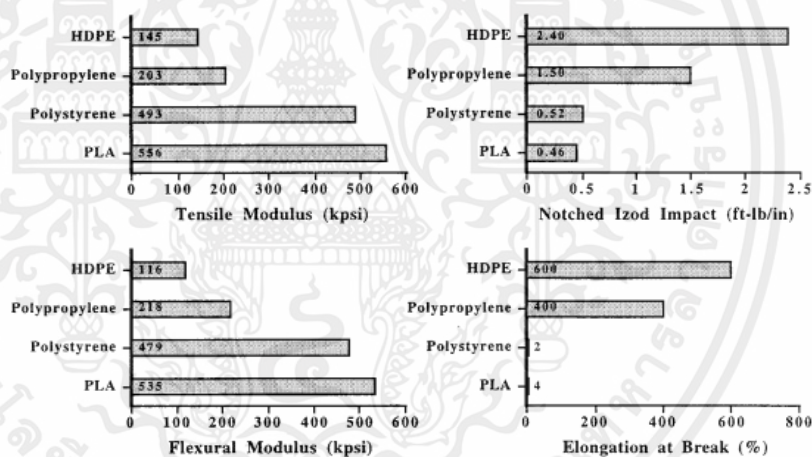 HDPE 145
Polypropylene 203
Polystyrene 493
PLA 556
0 100 200 300 400 500 600
Tensile Modulus (kpsi)
HDPE 2.40
Polypropylene 1.50
Polystyrene 0.52
PLA 0.46
0 0.5 1 1.5 2 2.5
Notched Izod Impact (ft-lb/in)
HDPE 116
Polypropylene 218
Polystyrene 479
PLA 535
0 100 200 300 400 500 600
Flexural Modulus (kpsi)
HDPE 600
Polypropylene 400
Polystyrene 2
PLA 4
0 200 400 600 800
Elongation at Break (%)